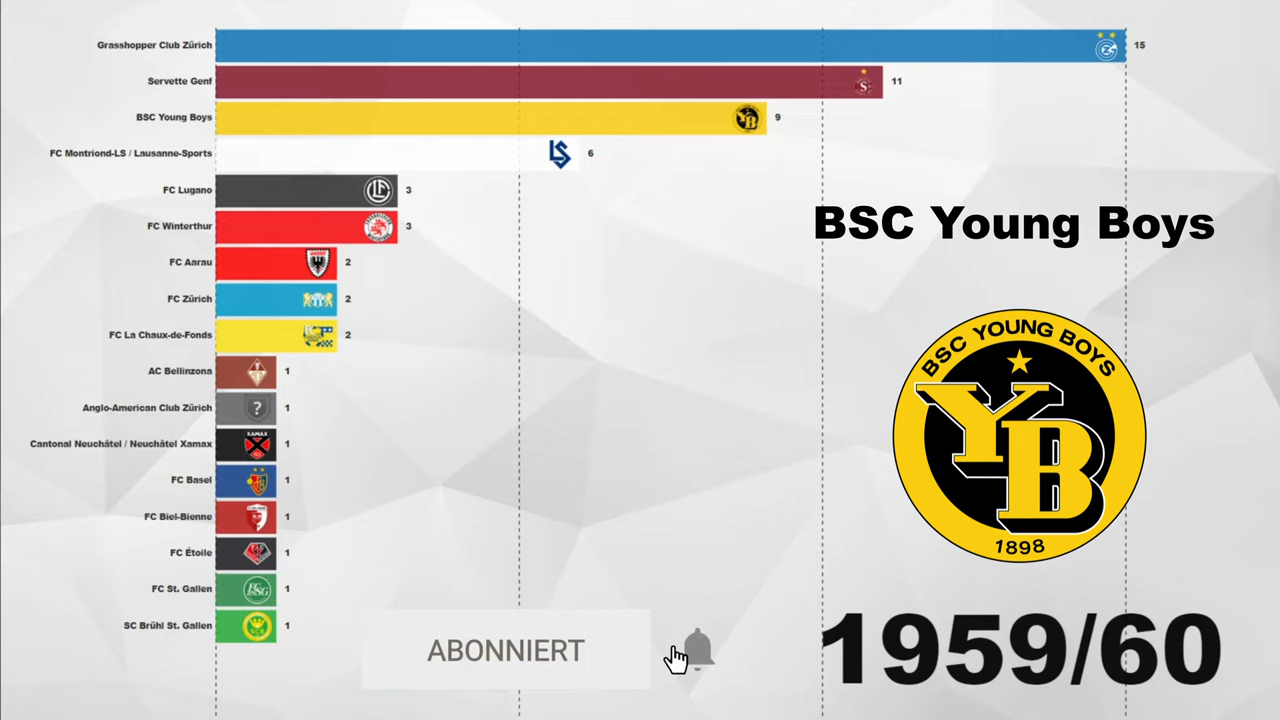 Grasshopper Club Zürich 15
Servette Genf S 11
BSC Young Boys YB 9
FC Montriond-LS / Lausanne-Sports LS 6
FC Lugano 3
FC Winterthur 3
FC Aarau 2
FC Zürich 2
FC La Chaux-de-Fonds 2
AC Bellinzona 1
Anglo-American Club Zürich ? 1
Cantonal Neuchâtel / Neuchâtel Xamax XAMAX 1
FC Basel 1
FC Biel-Bienne 1
FC Étoile 1
FC St. Gallen 1
SC Brühl St. Gallen 1
BSC Young Boys
BSC YOUNG BOYS
YB
1898
ABONNIERT
1959/60